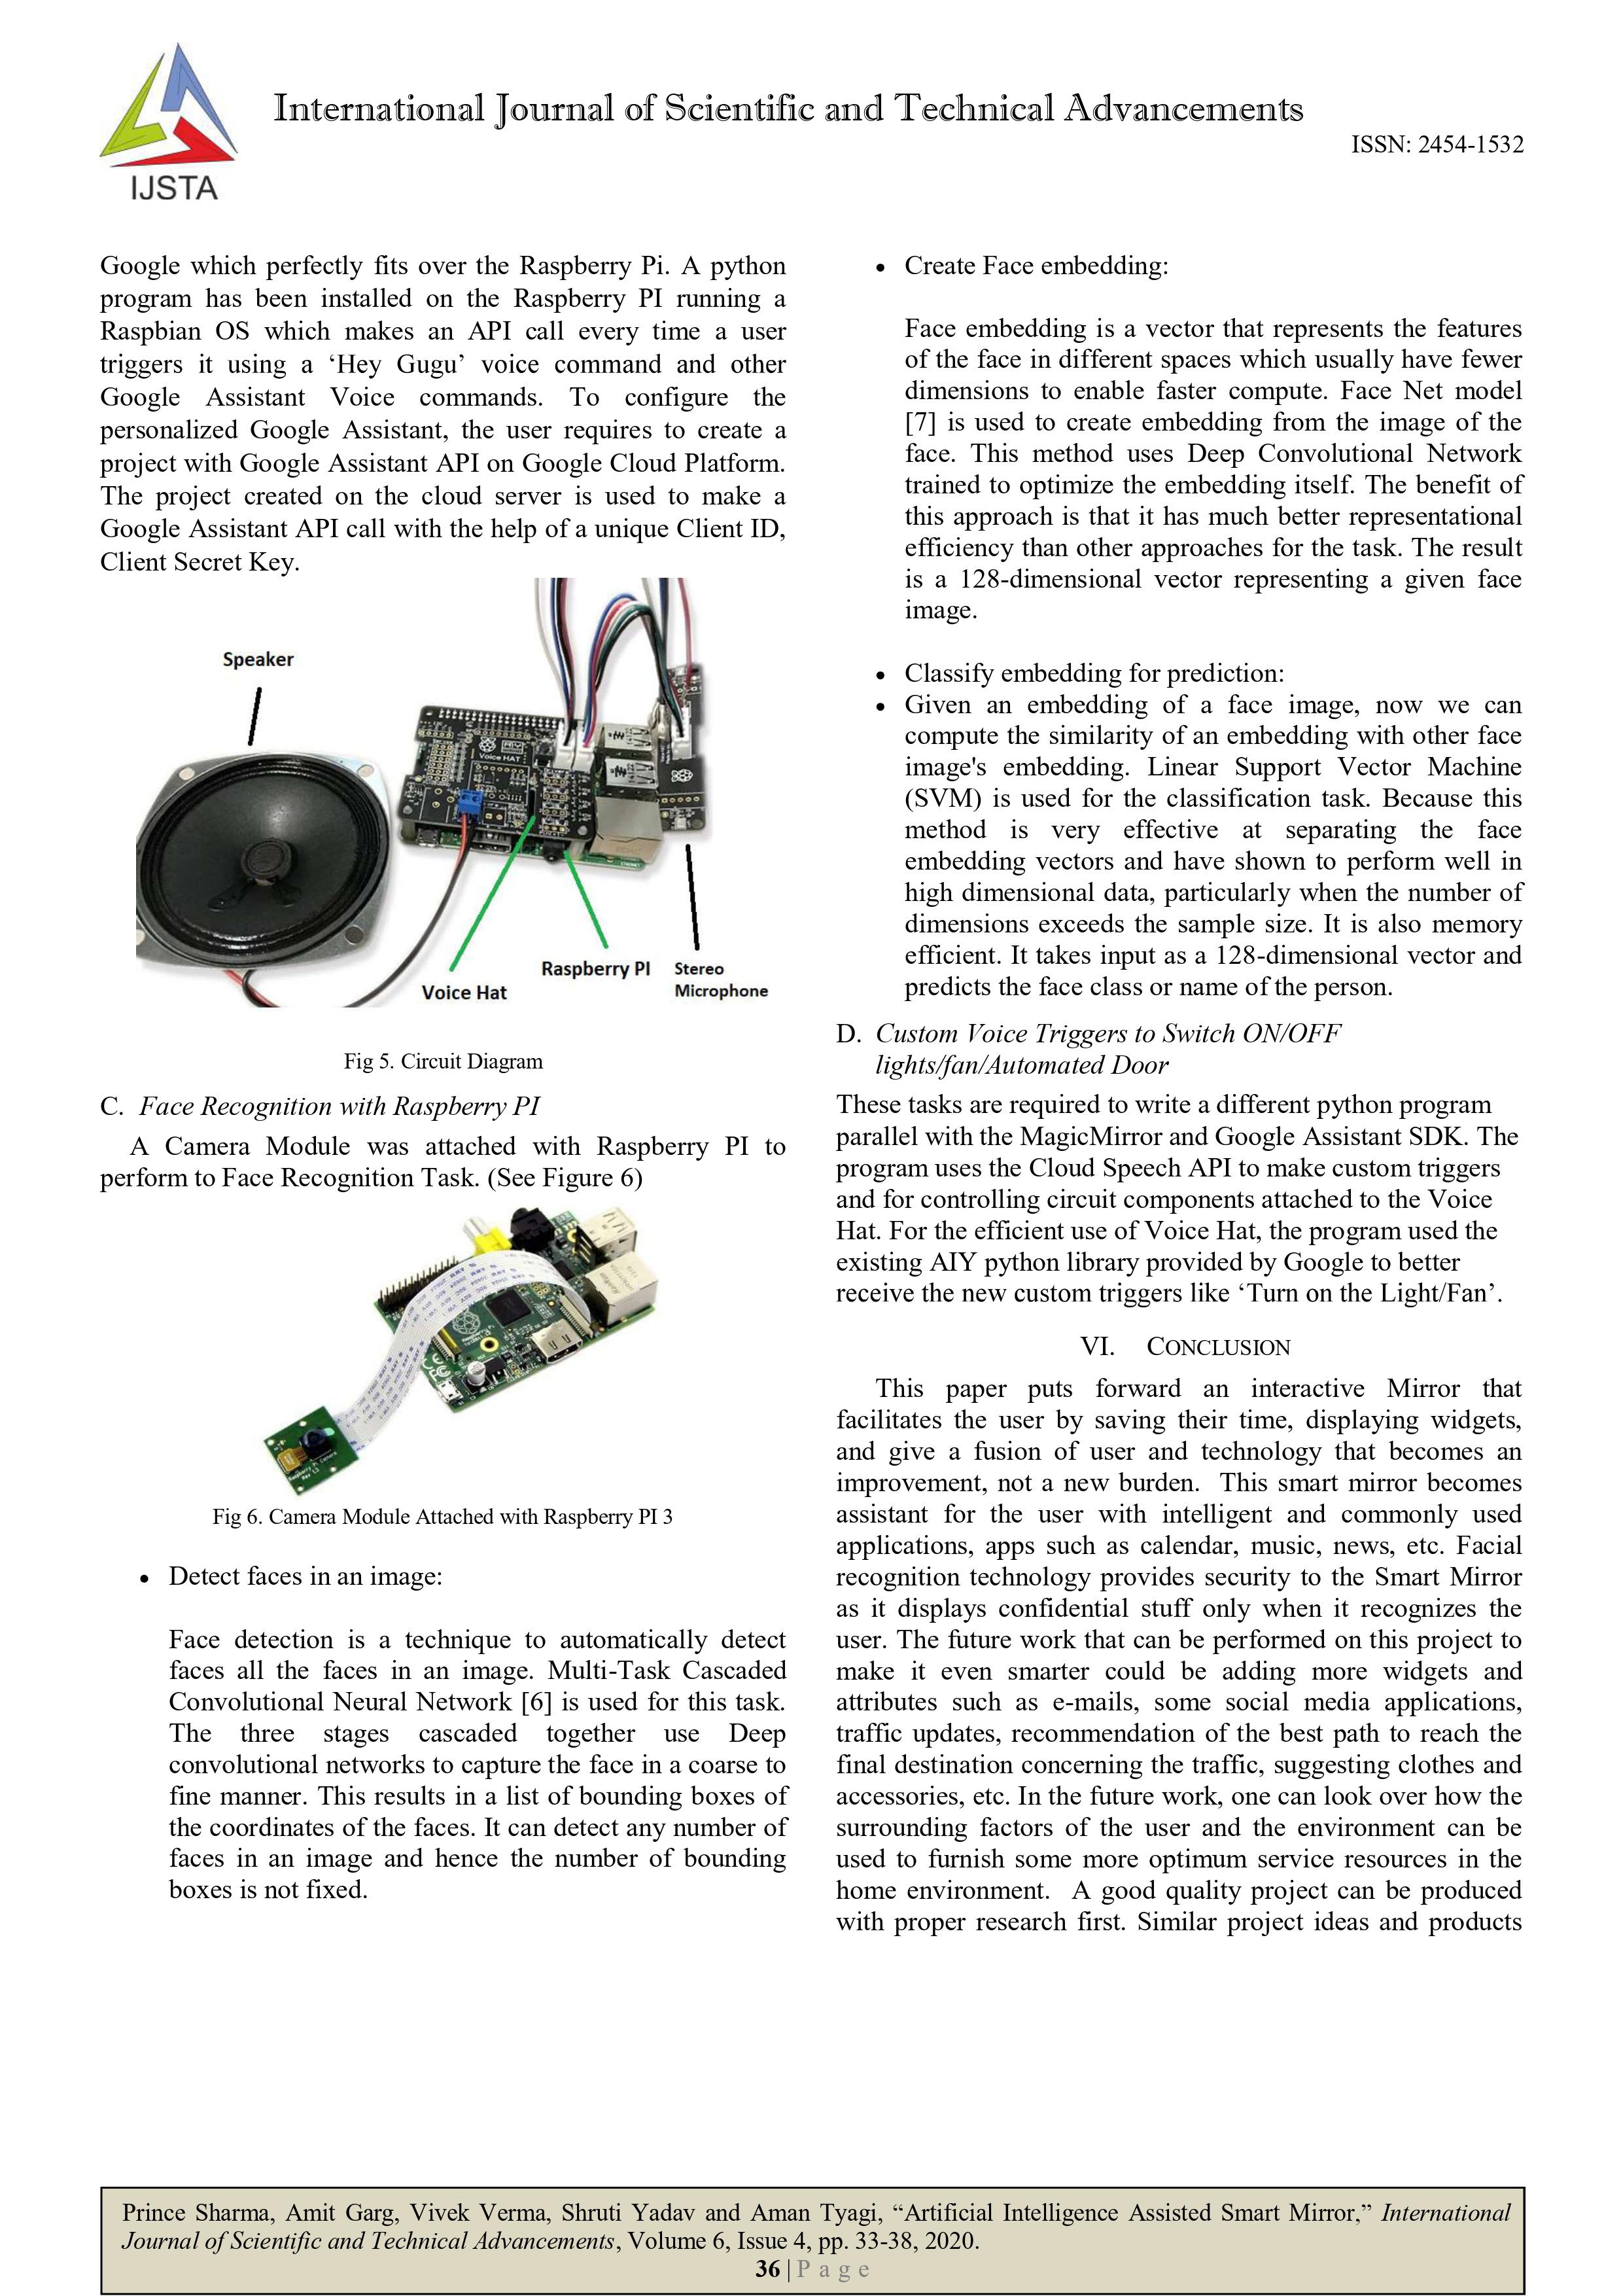 International Journal of Scientific and Technical Advancements
ISSN: 2454-1532
IJSTA
Google which perfectly fits over the Raspberry Pi. A python
program has been installed on the Raspberry PI running a
Raspbian OS which makes an API call every time a user
triggers it using a ‘Hey Gugu’ voice command and other
Google Assistant Voice commands. To configure the
personalized Google Assistant, the user requires to create a
project with Google Assistant API on Google Cloud Platform.
The project created on the cloud server is used to make a
Google Assistant API call with the help of a unique Client ID,
Client Secret Key.
Speaker
Voice HAT
Raspberry PI
Stereo
Microphone
Voice Hat
Fig 5. Circuit Diagram
C. Face Recognition with Raspberry PI
A Camera Module was attached with Raspberry PI to
perform to Face Recognition Task. (See Figure 6)
Fig 6. Camera Module Attached with Raspberry PI 3
• Detect faces in an image:
Face detection is a technique to automatically detect
faces all the faces in an image. Multi-Task Cascaded
Convolutional Neural Network [6] is used for this task.
The three stages cascaded together use Deep
convolutional networks to capture the face in a coarse to
fine manner. This results in a list of bounding boxes of
the coordinates of the faces. It can detect any number of
faces in an image and hence the number of bounding
boxes is not fixed.
• Create Face embedding:
Face embedding is a vector that represents the features
of the face in different spaces which usually have fewer
dimensions to enable faster compute. Face Net model
[7] is used to create embedding from the image of the
face. This method uses Deep Convolutional Network
trained to optimize the embedding itself. The benefit of
this approach is that it has much better representational
efficiency than other approaches for the task. The result
is a 128-dimensional vector representing a given face
image.
• Classify embedding for prediction:
• Given an embedding of a face image, now we can
compute the similarity of an embedding with other face
image's embedding. Linear Support Vector Machine
(SVM) is used for the classification task. Because this
method is very effective at separating the face
embedding vectors and have shown to perform well in
high dimensional data, particularly when the number of
dimensions exceeds the sample size. It is also memory
efficient. It takes input as a 128-dimensional vector and
predicts the face class or name of the person.
D. Custom Voice Triggers to Switch ON/OFF
lights/fan/Automated Door
These tasks are required to write a different python program
parallel with the MagicMirror and Google Assistant SDK. The
program uses the Cloud Speech API to make custom triggers
and for controlling circuit components attached to the Voice
Hat. For the efficient use of Voice Hat, the program used the
existing AIY python library provided by Google to better
receive the new custom triggers like ‘Turn on the Light/Fan’.
VI. CONCLUSION
This paper puts forward an interactive Mirror that
facilitates the user by saving their time, displaying widgets,
and give a fusion of user and technology that becomes an
improvement, not a new burden. This smart mirror becomes
assistant for the user with intelligent and commonly used
applications, apps such as calendar, music, news, etc. Facial
recognition technology provides security to the Smart Mirror
as it displays confidential stuff only when it recognizes the
user. The future work that can be performed on this project to
make it even smarter could be adding more widgets and
attributes such as e-mails, some social media applications,
traffic updates, recommendation of the best path to reach the
final destination concerning the traffic, suggesting clothes and
accessories, etc. In the future work, one can look over how the
surrounding factors of the user and the environment can be
used to furnish some more optimum service resources in the
home environment. A good quality project can be produced
with proper research first. Similar project ideas and products
Prince Sharma, Amit Garg, Vivek Verma, Shruti Yadav and Aman Tyagi, “Artificial Intelligence Assisted Smart Mirror,” International
Journal of Scientific and Technical Advancements, Volume 6, Issue 4, pp. 33-38, 2020.
36 | Page